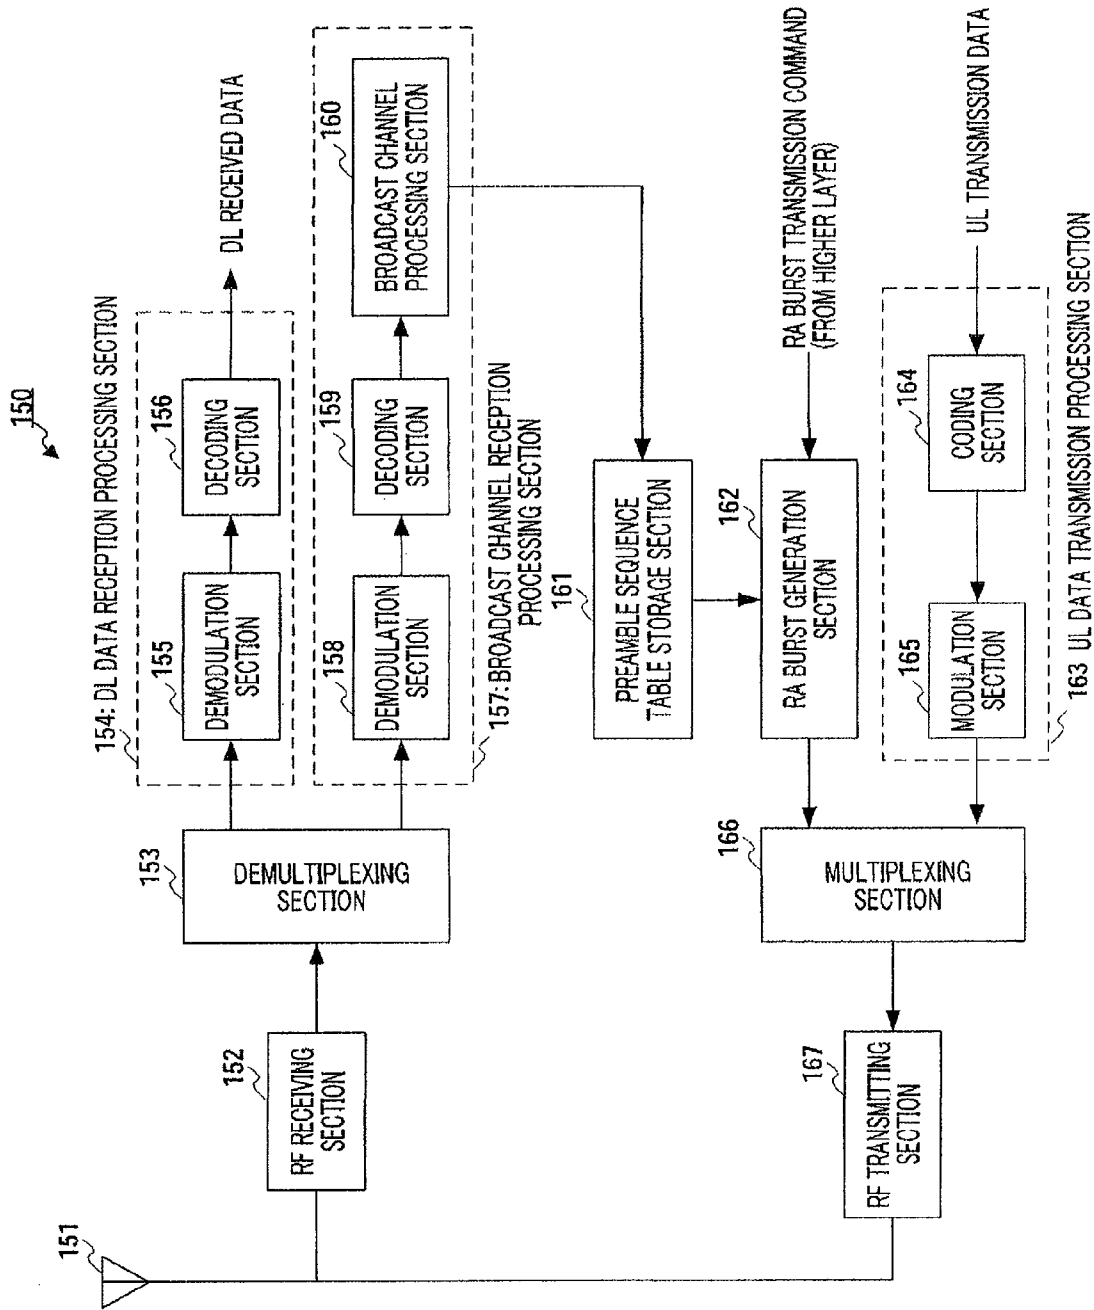 150
151
152
RF RECEIVING
SECTION
153
DEMULTIPLEXING
SECTION
154: DL DATA RECEPTION PROCESSING SECTION
155
DEMODULATION
SECTION
156
DECODING
SECTION
DL RECEIVED DATA
158
DEMODULATION
SECTION
159
DECODING
SECTION
160
BROADCAST CHANNEL
PROCESSING SECTION
157: BROADCAST CHANNEL RECEPTION
PROCESSING SECTION
161
PREAMBLE SEQUENCE
TABLE STORAGE SECTION
162
RA BURST GENERATION
SECTION
RA BURST TRANSMISSION COMMAND
(FROM HIGHER LAYER)
164
CODING
SECTION
165
MODULATION
SECTION
UL TRANSMISSION DATA
163 UL DATA TRANSMISSION PROCESSING SECTION
166
MULTIPLEXING
SECTION
167
RF TRANSMITTING
SECTION